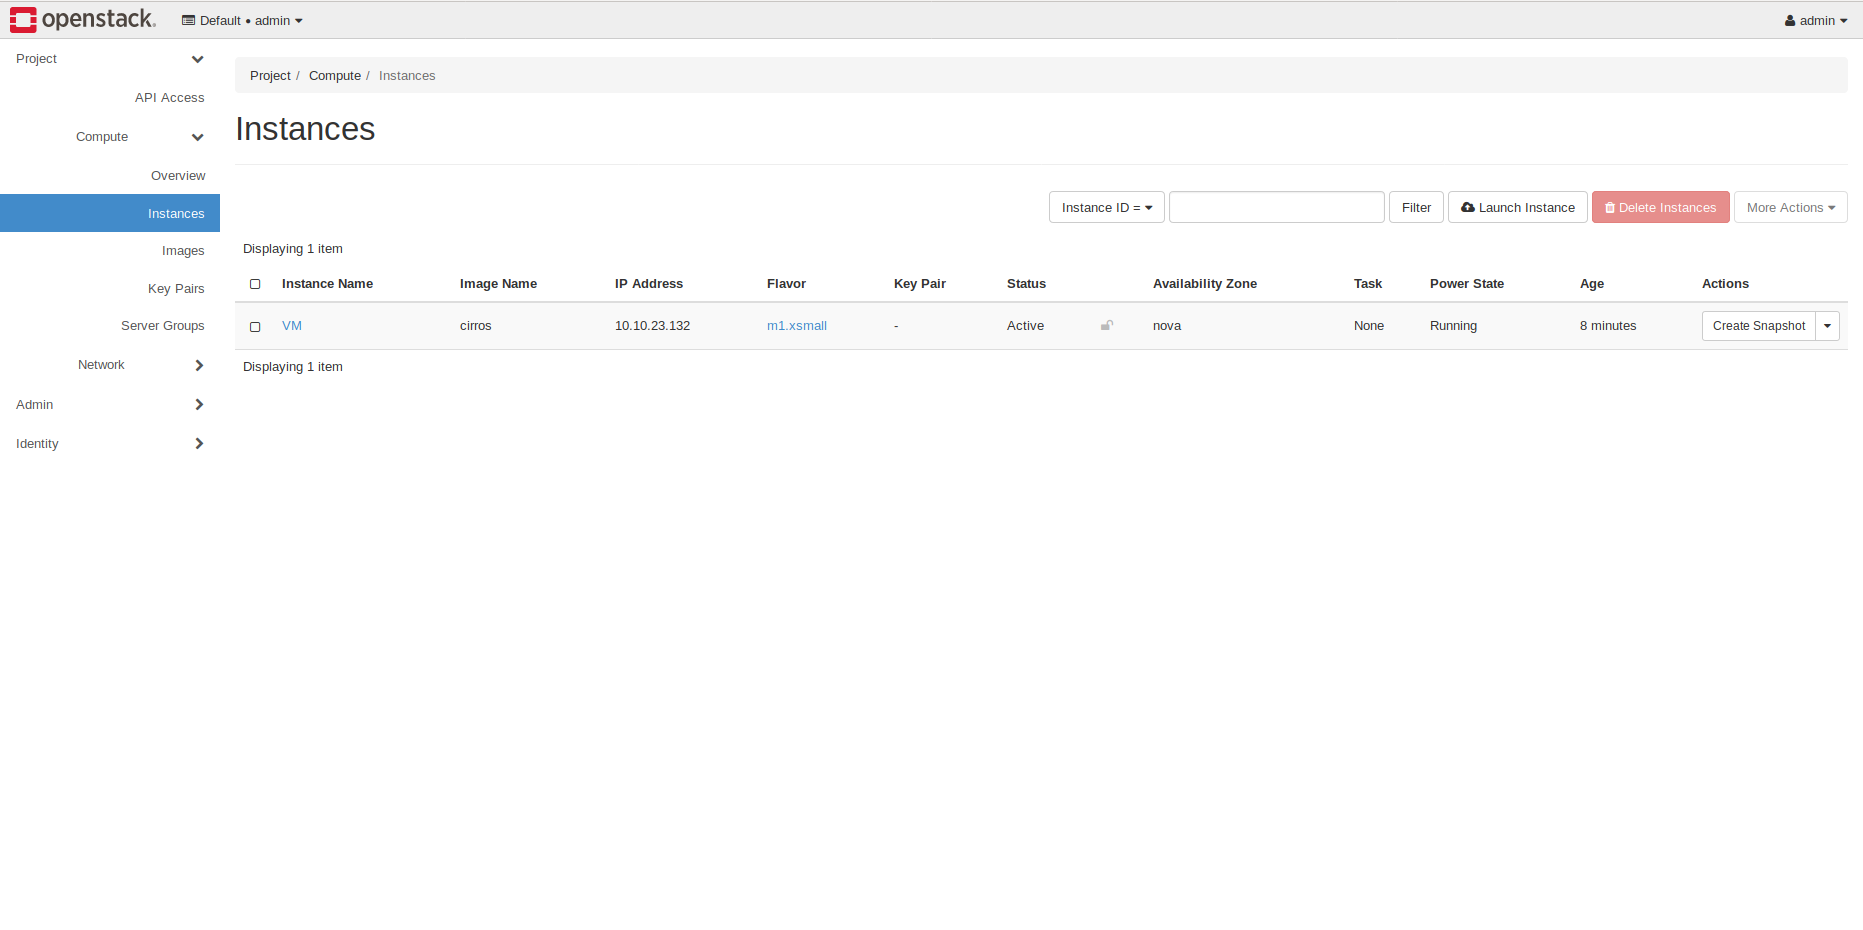 openstack. Default • admin admin
Project
API Access
Compute
Overview
Instances
Images
Key Pairs
Server Groups
Network
Admin
Identity
Project / Compute / Instances
Instances
Instance ID = Filter Launch Instance Delete Instances More Actions
Displaying 1 item
Instance Name Image Name IP Address Flavor Key Pair Status Availability Zone Task Power State Age Actions
VM cirros 10.10.23.132 m1.xsmall - Active nova None Running 8 minutes Create Snapshot
Displaying 1 item